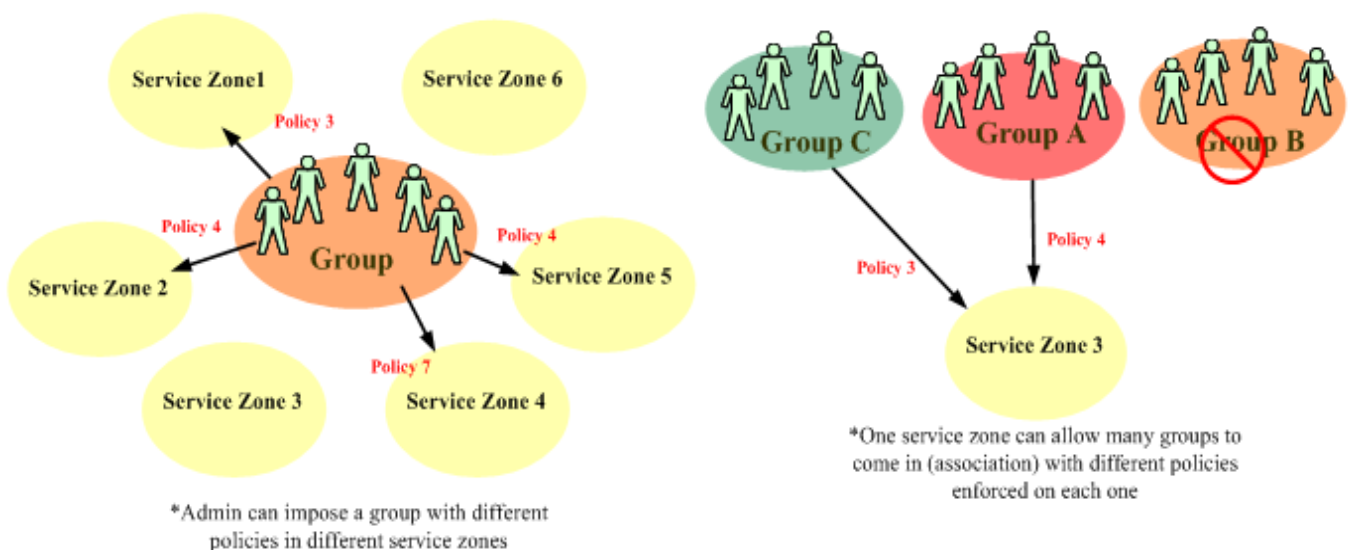 Service Zone1
Service Zone 6
Policy 3
Policy 4
Group
Policy 4
Service Zone 2
Service Zone 5
Policy 7
Service Zone 3
Service Zone 4
*Admin can impose a group with different
policies in different service zones
Group C
Group A
Group B
Policy 3
Policy 4
Service Zone 3
*One service zone can allow many groups to
come in (association) with different policies
enforced on each one